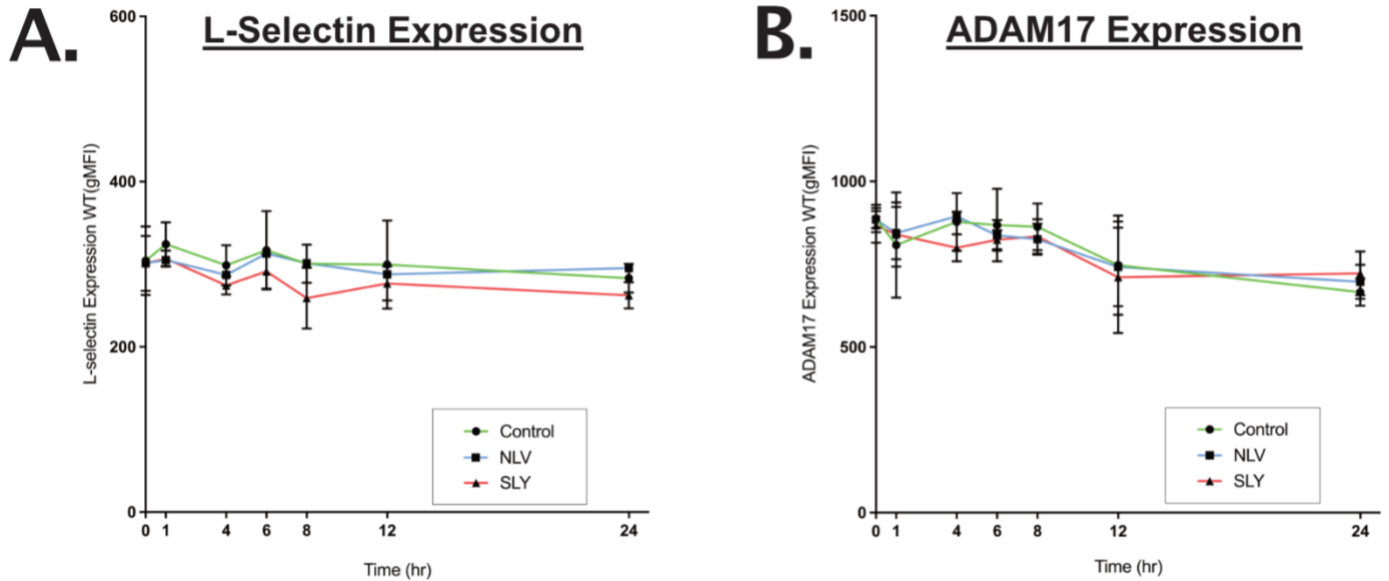 A.
L-Selectin Expression
L-selectin Expression WT(gMFI)
600
400
200
0
0 1 4 6 8 12 24
Time (hr)
Control
NLV
SLY
B.
ADAM17 Expression
ADAM17 Expression WT(gMFI)
1500
1000
500
0
0 1 4 6 8 12 24
Time (hr)
Control
NLV
SLY